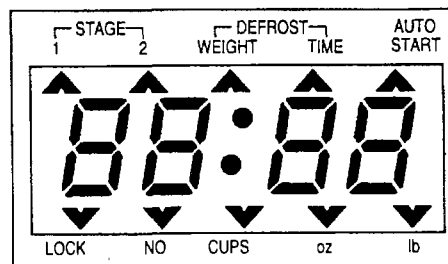 STAGE DEFROST AUTO
1 2 WEIGHT TIME START
88:88
LOCK NO CUPS oz lb